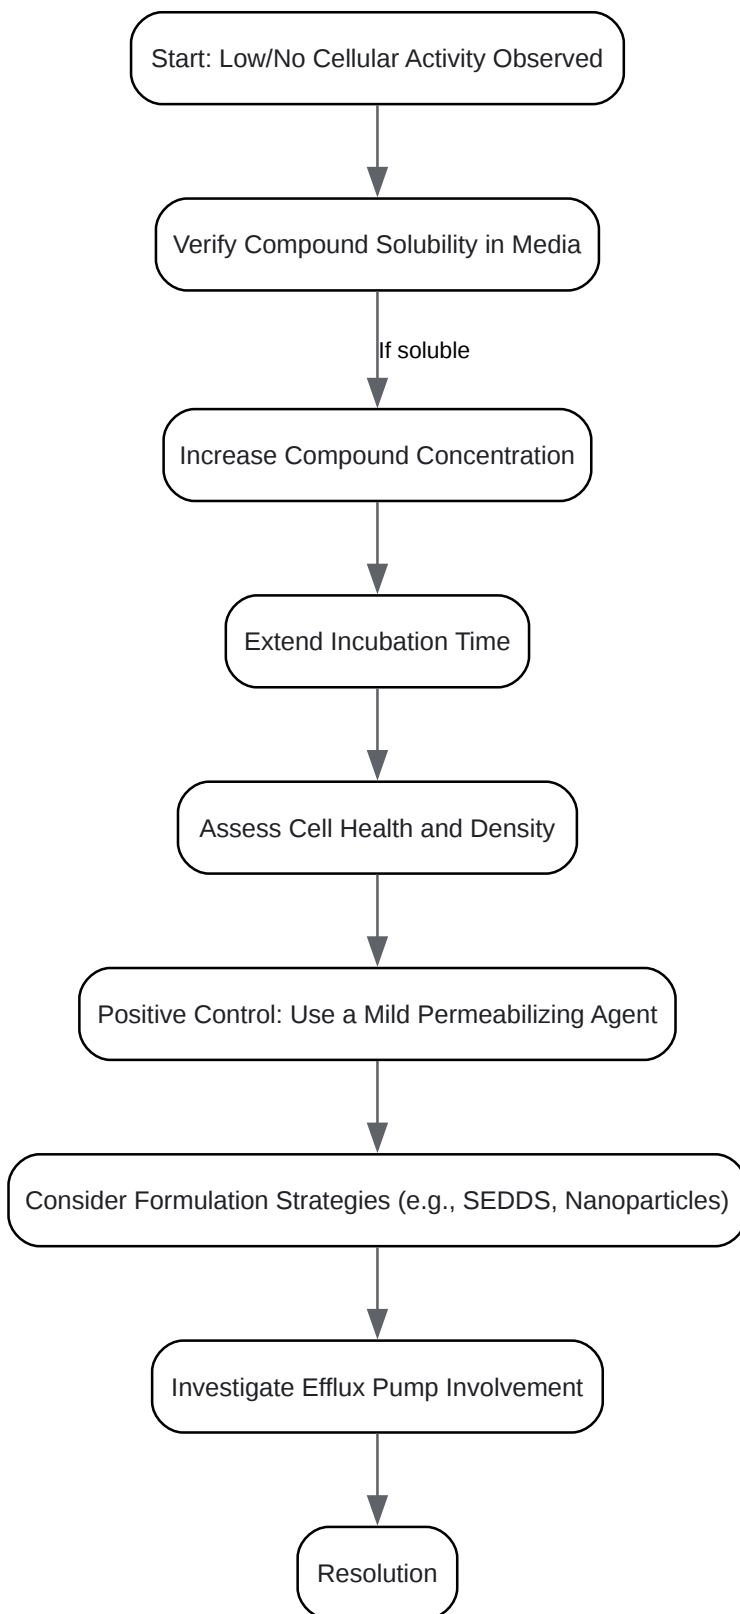 Start: Low/No Cellular Activity Observed
Verify Compound Solubility in Media
If soluble
Increase Compound Concentration
Extend Incubation Time
Assess Cell Health and Density
Positive Control: Use a Mild Permeabilizing Agent
Consider Formulation Strategies (e.g., SEDDS, Nanoparticles)
Investigate Efflux Pump Involvement
Resolution